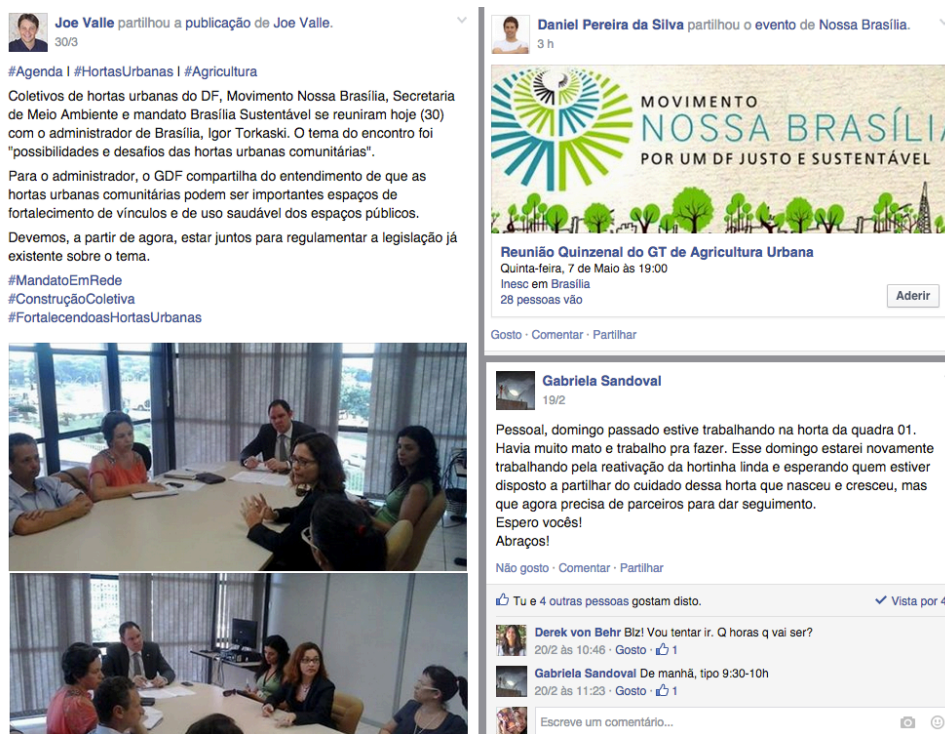 Joe Valle partilhou a publicação de Joe Valle.
30/3
#Agenda l #HortasUrbanas l #Agricultura
Coletivos de hortas urbanas do DF, Movimento Nossa Brasília, Secretaria
de Meio Ambiente e mandato Brasília Sustentável se reuniram hoje (30)
com o administrador de Brasília, Igor Torkaski. O tema do encontro foi
"possibilidades e desafios das hortas urbanas comunitárias".
Para o administrador, o GDF compartilha do entendimento de que as
hortas urbanas comunitárias podem ser importantes espaços de
fortalecimento de vínculos e de uso saudável dos espaços públicos.
Devemos, a partir de agora, estar juntos para regulamentar a legislação já
existente sobre o tema.
#MandatoEmRede
#ConstruçãoColetiva
#FortalecendoasHortasUrbanas
Daniel Pereira da Silva partilhou o evento de Nossa Brasília.
3 h
MOVIMENTO
NOSSA BRASÍLIA
POR UM DF JUSTO E SUSTENTÁVEL
Reunião Quinzenal do GT de Agricultura Urbana
Quinta-feira, 7 de Maio às 19:00
Inesc em Brasília
28 pessoas vão
Aderir
Gosto · Comentar · Partilhar
Gabriela Sandoval
19/2
Pessoal, domingo passado estive trabalhando na horta da quadra 01.
Havia muito mato e trabalho pra fazer. Esse domingo estarei novamente
trabalhando pela reativação da hortinha linda e esperando quem estiver
disposto a partilhar do cuidado dessa horta que nasceu e cresceu, mas
que agora precisa de parceiros para dar seguimento.
Espero vocês!
Abraços!
Não gosto · Comentar · Partilhar
Tu e 4 outras pessoas gostam disto.
Vista por 4
Derek von Behr Blz! Vou tentar ir. Q horas q vai ser?
20/2 às 10:46 · Gosto · 1
Gabriela Sandoval De manhã, tipo 9:30-10h
20/2 às 11:23 · Gosto · 1
Escreve um comentário...